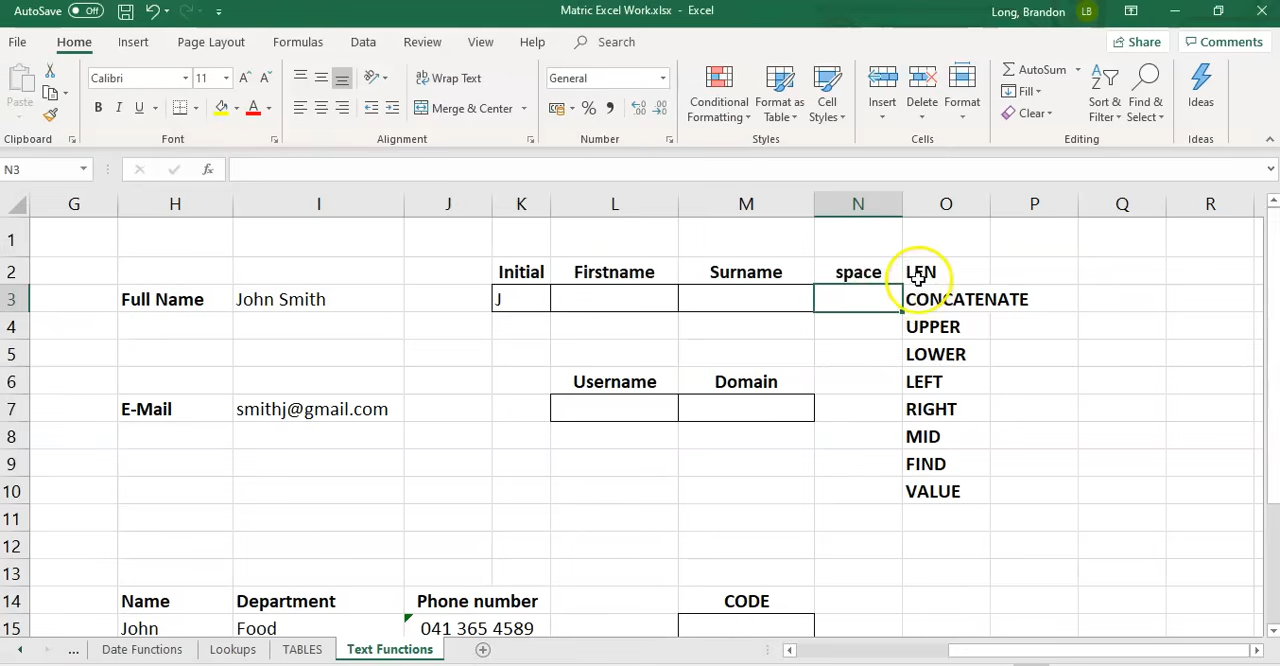 AutoSave Off Matric Excel Work.xlsx - Excel Long, Brandon LB
File Home Insert Page Layout Formulas Data Review View Help Search Share Comments
Paste Calibri 11 Wrap Text General Conditional Formatting Format as Table Cell Styles Insert Delete Format AutoSum Sort & Filter Find & Select Ideas
B I U A Merge & Center % Fill Clear
Clipboard Font Alignment Number Styles Cells Editing Ideas
N3 fx
G H I J K L M N O P Q R
1
2 Initial Firstname Surname space LEN
3 Full Name John Smith J CONCATENATE
4 UPPER
5 LOWER
6 Username Domain LEFT
7 E-Mail smithj@gmail.com RIGHT
8 MID
9 FIND
10 VALUE
11
12
13
14 Name Department Phone number CODE
15 John Food 041 365 4589
... Date Functions Lookups TABLES Text Functions